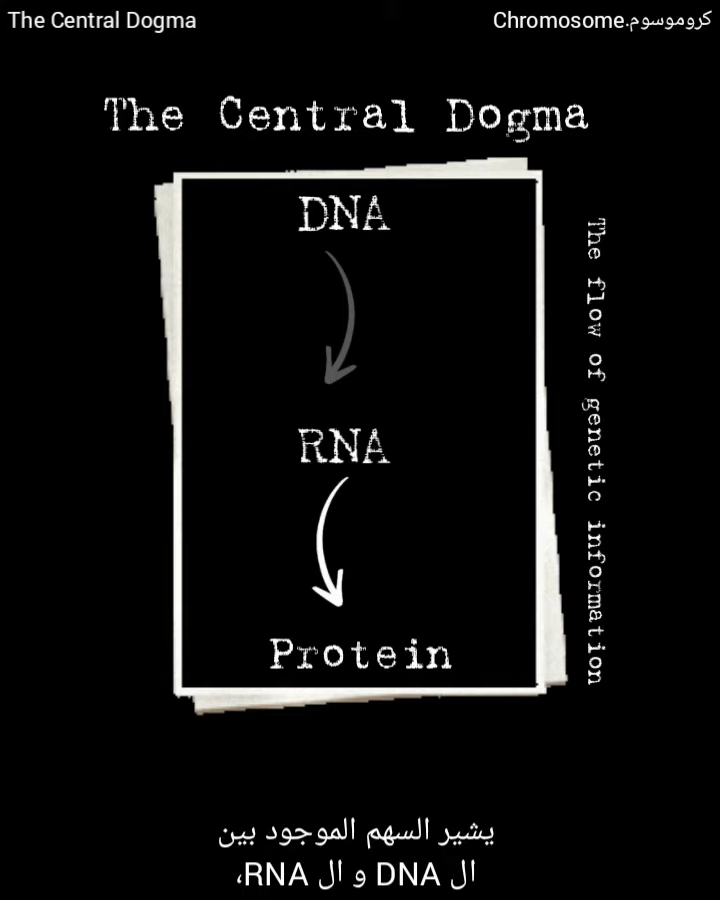 The Central Dogma
Chromosome.كروموسوم
The Central Dogma
DNA
RNA
Protein
The flow of genetic information
يشير السهم الموجود بين
ال DNA و ال RNA،